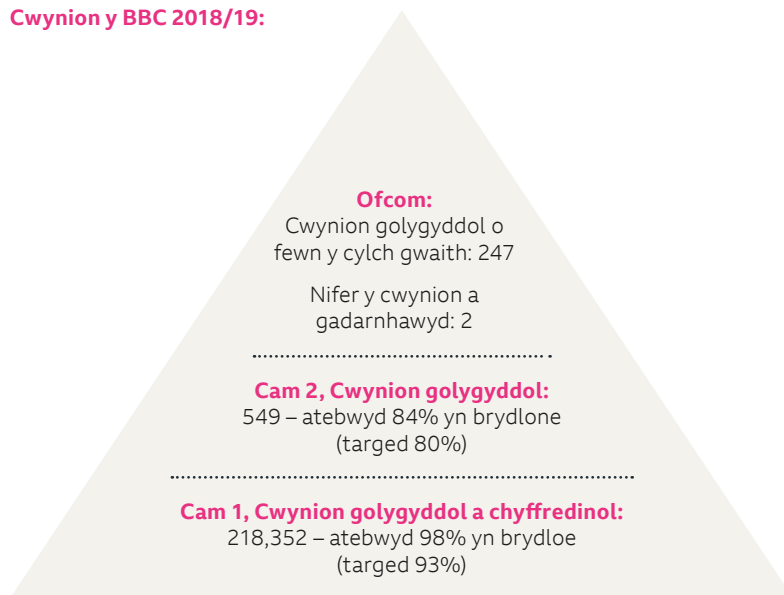 Cwynion y BBC 2018/19:
Ofcom:
Cwynion golygyddol o
fewn y cylch gwaith: 247
Nifer y cwynion a
gadarnhawyd: 2
Cam 2, Cwynion golygyddol:
549 – atebwyd 84% yn brydlone
(targed 80%)
Cam 1, Cwynion golygyddol a chyffredinol:
218,352 – atebwyd 98% yn brydloe
(targed 93%)